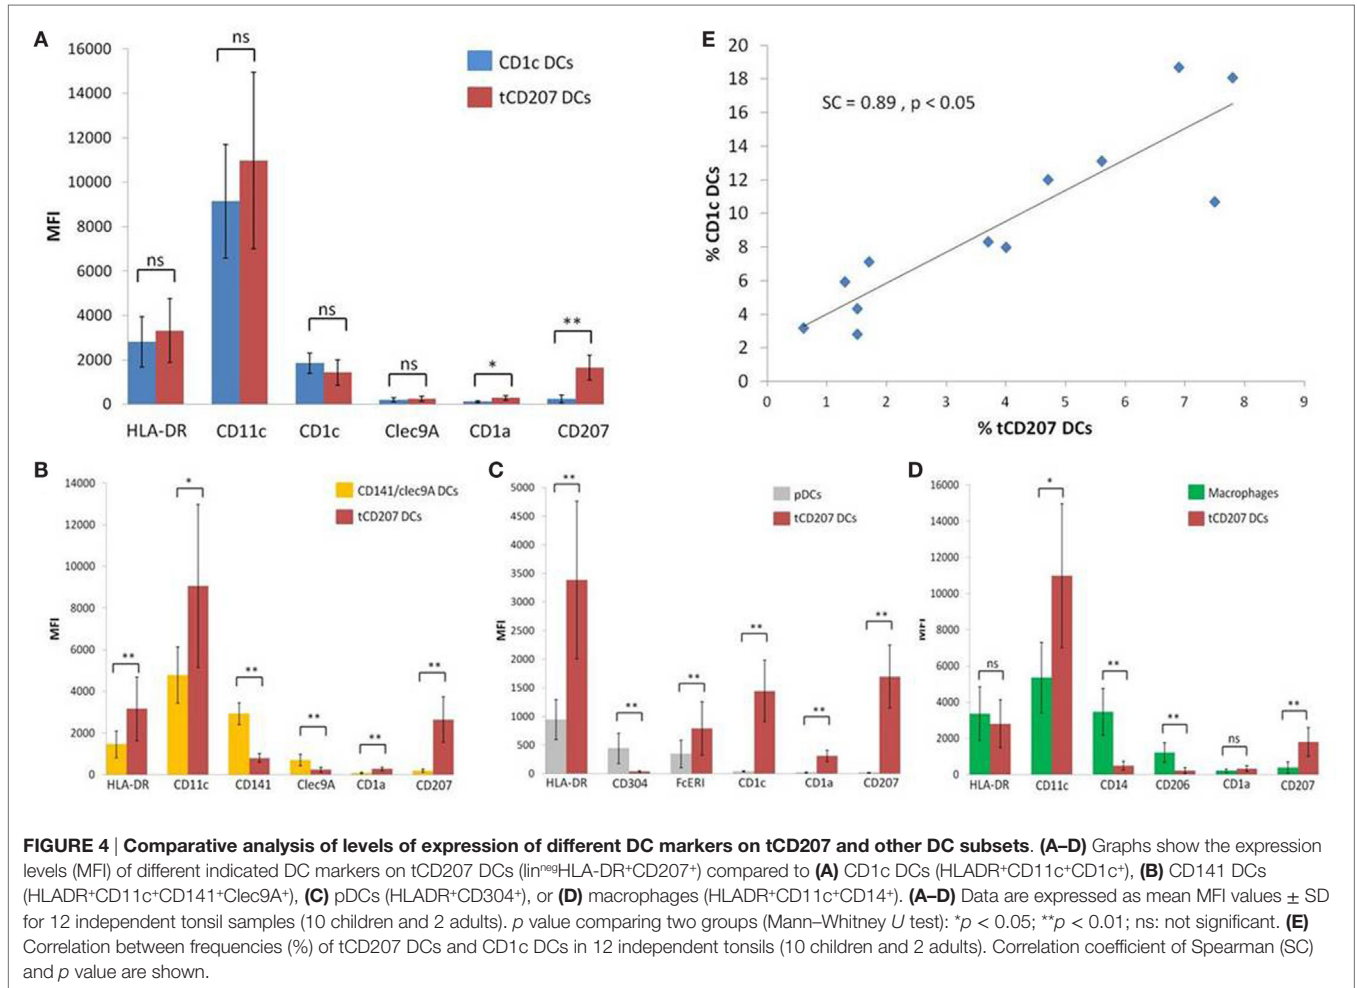 A
16000
14000
12000
10000
8000
6000
4000
2000
0
MFI
ns
ns
ns
ns
*
**
CD1c DCs
tCD207 DCs
HLA-DR CD11c CD1c Clec9A CD1a CD207
E
20
18
16
14
12
10
8
6
4
2
0
% CD1c DCs
SC = 0.89 , p < 0.05
0 1 2 3 4 5 6 7 8 9
% tCD207 DCs
B
14000
12000
10000
8000
6000
4000
2000
0
MFI
**
*
**
**
**
**
CD141/clec9A DCs
tCD207 DCs
HLA-DR CD11c CD141 Clec9A CD1a CD207
C
5000
4500
4000
3500
3000
2500
2000
1500
1000
500
0
MFI
**
**
**
**
**
**
pDCs
tCD207 DCs
HLA-DR CD304 FcERI CD1c CD1a CD207
D
16000
14000
12000
10000
8000
6000
4000
2000
0
MFI
ns
*
**
**
ns
**
Macrophages
tCD207 DCs
HLA-DR CD11c CD14 CD206 CD1a CD207
FIGURE 4 | Comparative analysis of levels of expression of different DC markers on tCD207 and other DC subsets. (A–D) Graphs show the expression
levels (MFI) of different indicated DC markers on tCD207 DCs (linnegHLA-DR+CD207+) compared to (A) CD1c DCs (HLADR+CD11c+CD1c+), (B) CD141 DCs
(HLADR+CD11c+CD141+Clec9A+), (C) pDCs (HLADR+CD304+), or (D) macrophages (HLADR+CD11c+CD14+). (A–D) Data are expressed as mean MFI values ± SD
for 12 independent tonsil samples (10 children and 2 adults). p value comparing two groups (Mann–Whitney U test): *p < 0.05; **p < 0.01; ns: not significant. (E)
Correlation between frequencies (%) of tCD207 DCs and CD1c DCs in 12 independent tonsils (10 children and 2 adults). Correlation coefficient of Spearman (SC)
and p value are shown.